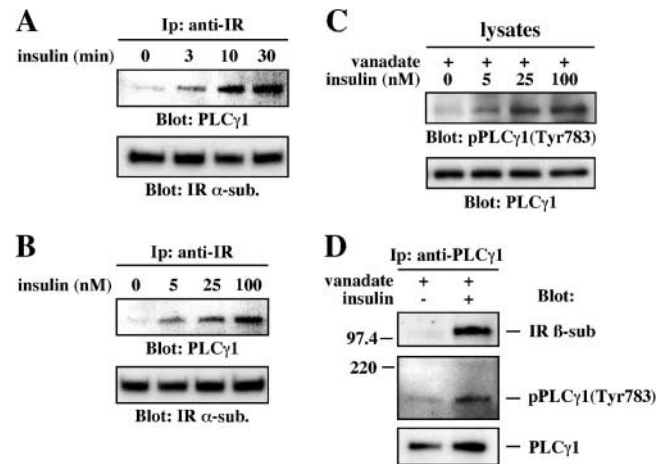 A
Ip: anti-IR
insulin (min) 0 3 10 30
Blot: PLCγ1
Blot: IR α-sub.
B
Ip: anti-IR
insulin (nM) 0 5 25 100
Blot: PLCγ1
Blot: IR α-sub.
C
lysates
vanadate + + + +
insulin (nM) 0 5 25 100
Blot: pPLCγ1(Tyr783)
Blot: PLCγ1
D
Ip: anti-PLCγ1
vanadate + +
insulin - + Blot:
IR ß-sub
97.4
220
pPLCγ1(Tyr783)
PLCγ1